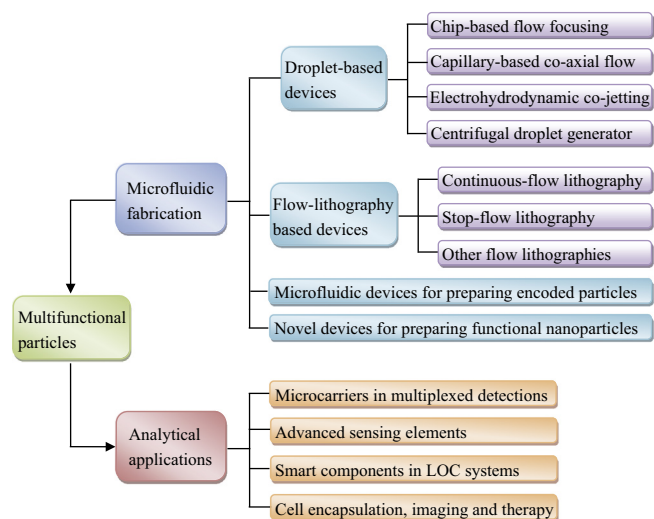 Chip-based flow focusing
Droplet-based
devices
Capillary-based co-axial flow
Electrohydrodynamic co-jetting
Centrifugal droplet generator
Microfluidic
fabrication
Flow-lithography
based devices
Continuous-flow lithography
Stop-flow lithography
Other flow lithographies
Microfluidic devices for preparing encoded particles
Novel devices for preparing functional nanoparticles
Multifunctional
particles
Analytical
applications
Microcarriers in multiplexed detections
Advanced sensing elements
Smart components in LOC systems
Cell encapsulation, imaging and therapy